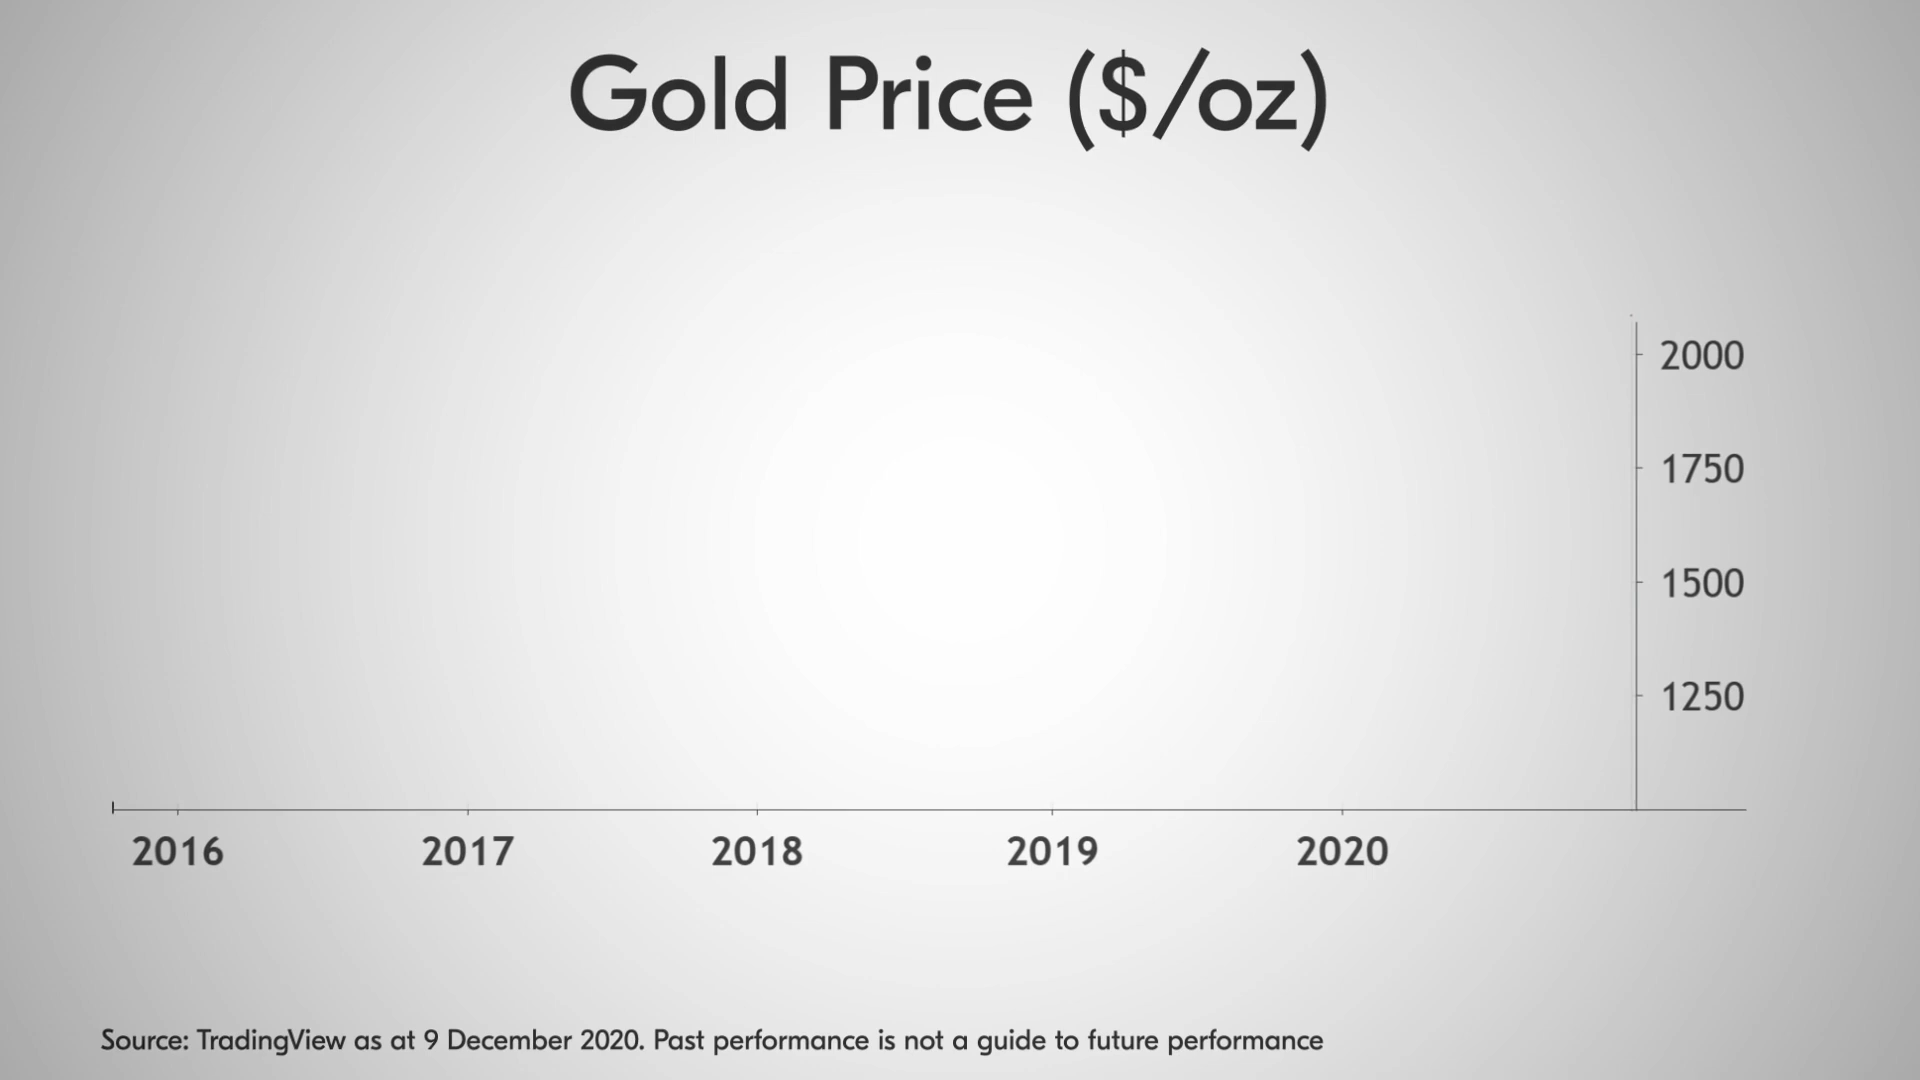 Gold Price ($/oz)
2000
1750
1500
1250
2016 2017 2018 2019 2020
Source: TradingView as at 9 December 2020. Past performance is not a guide to future performance